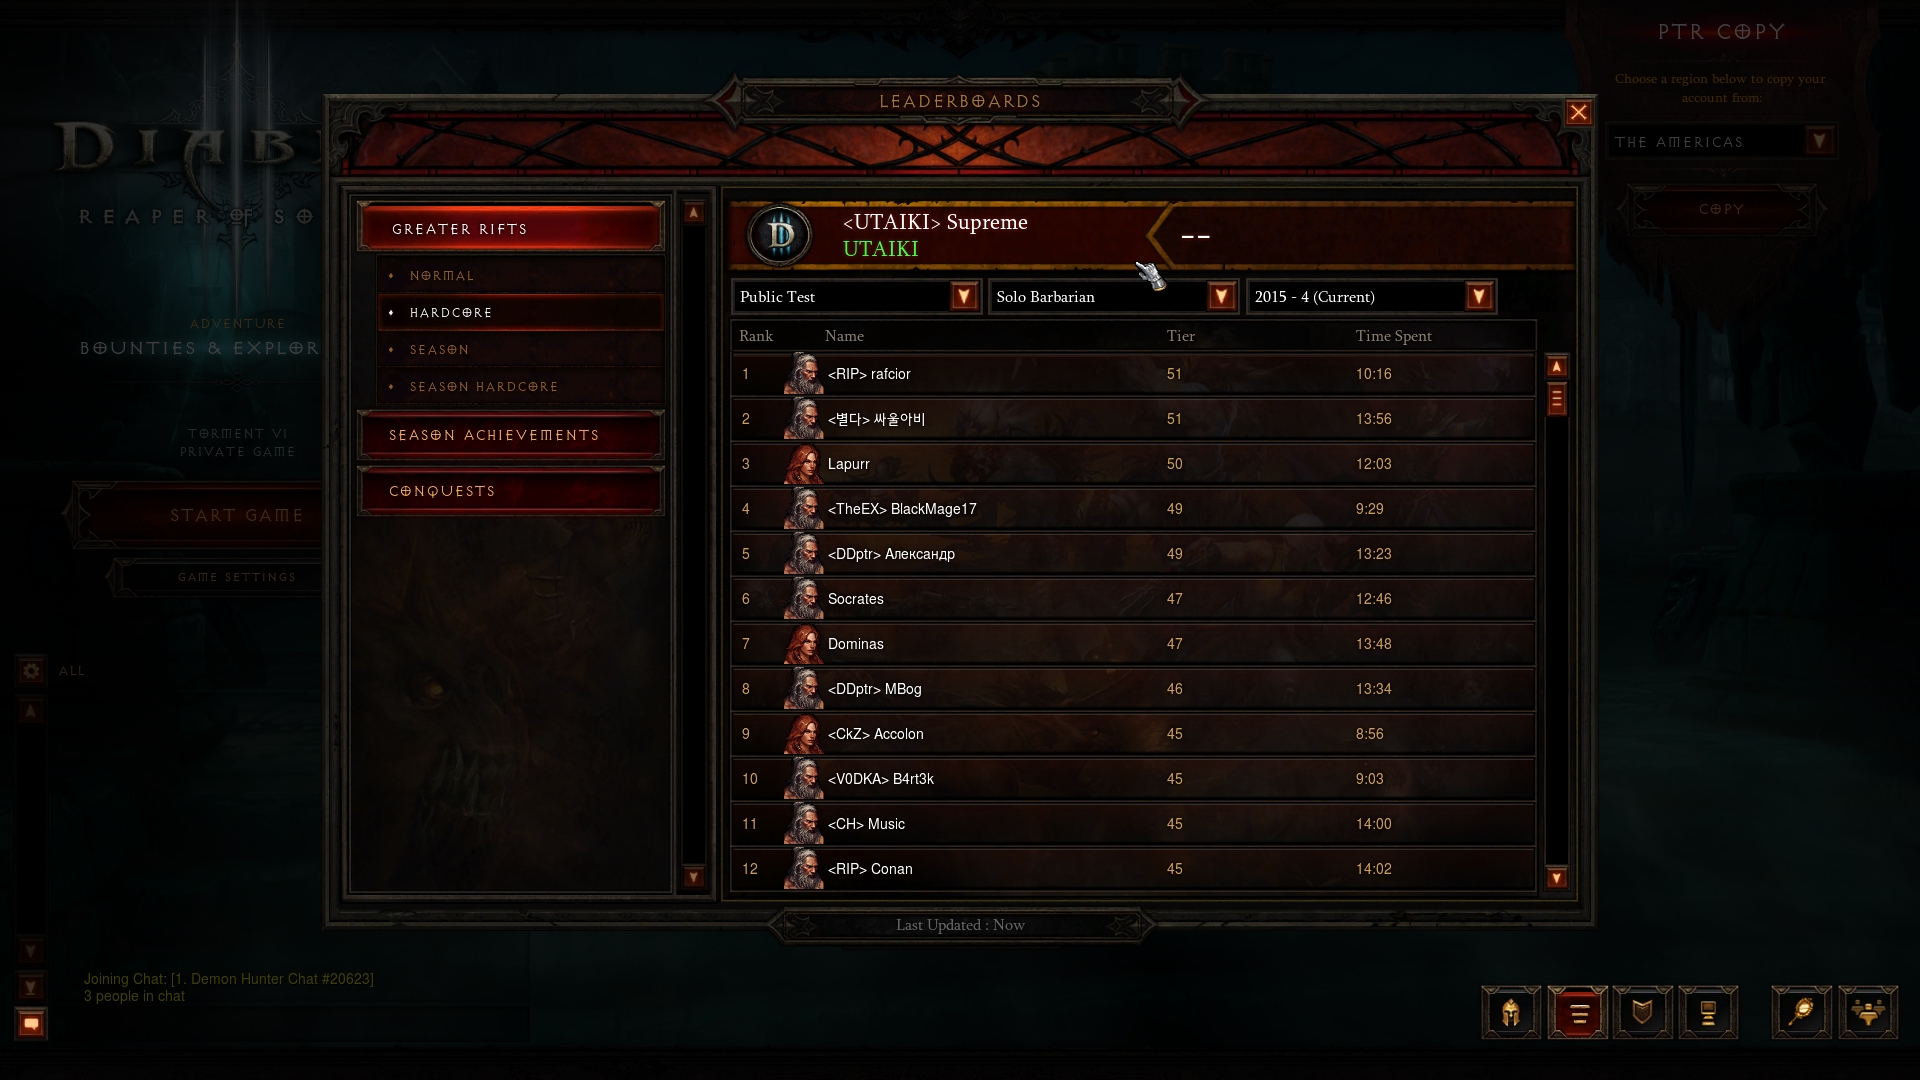 PTR COPY
Choose a region below to copy your
account from:
THE AMERICAS
COPY
LEADERBOARDS
DIAB
REAPER OF SO
ADVENTURE
BOUNTIES & EXPLOR
TORMENT VI
PRIVATE GAME
START GAME
GAME SETTINGS
ALL
GREATER RIFTS
NORMAL
HARDCORE
SEASON
SEASON HARDCORE
SEASON ACHIEVEMENTS
CONQUESTS
D
<UTAIKI> Supreme
UTAIKI
--
Public Test Solo Barbarian 2015 - 4 (Current)
Rank Name Tier Time Spent
1 <RIP> rafcior 51 10:16
2 <별다> 싸울아비 51 13:56
3 Lapurr 50 12:03
4 <TheEX> BlackMage17 49 9:29
5 <DDptr> Александр 49 13:23
6 Socrates 47 12:46
7 Dominas 47 13:48
8 <DDptr> MBog 46 13:34
9 <CkZ> Accolon 45 8:56
10 <V0DKA> B4rt3k 45 9:03
11 <CH> Music 45 14:00
12 <RIP> Conan 45 14:02
Last Updated : Now
Joining Chat: [1. Demon Hunter Chat #20623]
3 people in chat